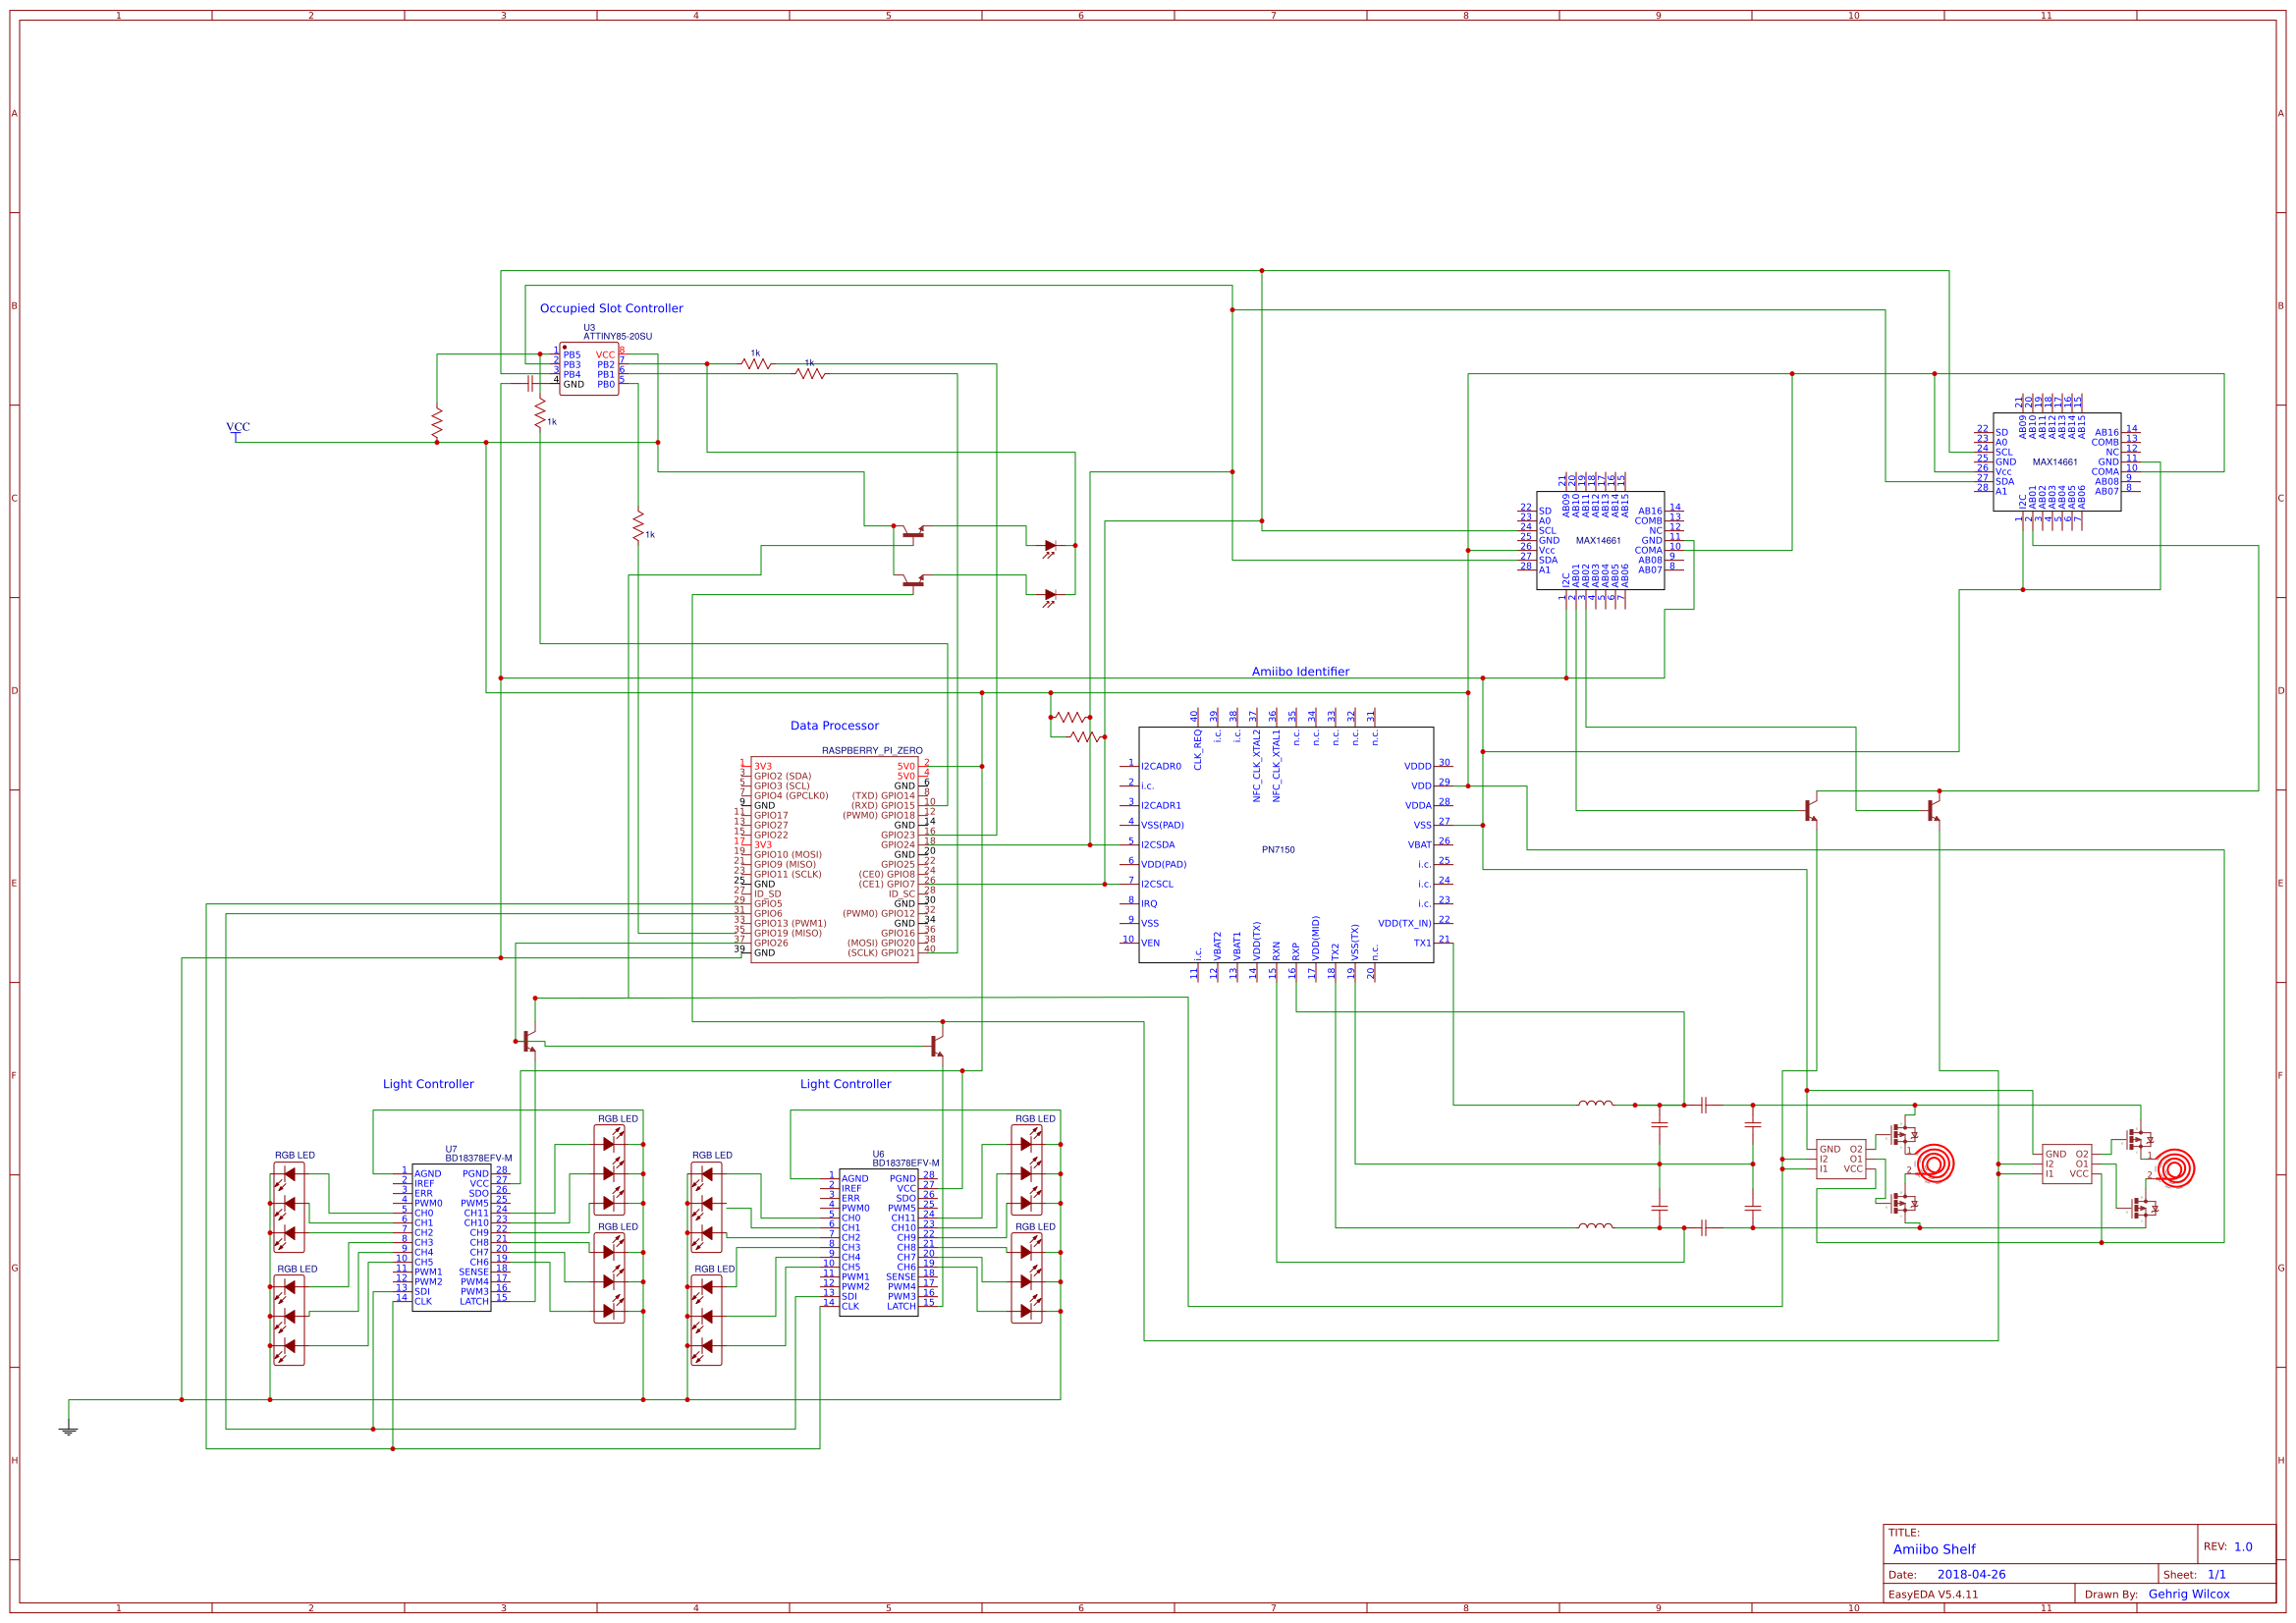 1 2 3 4 5 6 7 8 9 10 11
A A
B B
C C
D D
E E
F F
G G
H H
Occupied Slot Controller
U3
ATTINY85-20SU
1 PB5 VCC 8
2 PB3 PB2 7
3 PB4 PB1 6
4 GND PB0 5
1k
1k
1k
1k
VCC
21 20 19 18 17 16 15
AB09 AB10 AB11 AB12 AB13 AB14 AB15
22 SD AB16 14
23 A0 COMB 13
24 SCL NC 12
25 GND MAX14661 GND 11
26 Vcc COMA 10
27 SDA AB08 9
28 A1 AB07 8
I2C AB01 AB02 AB03 AB04 AB05 AB06
1 2 3 4 5 6 7
21 20 19 18 17 16 15
AB09 AB10 AB11 AB12 AB13 AB14 AB15
22 SD AB16 14
23 A0 COMB 13
24 SCL NC 12
25 GND MAX14661 GND 11
26 Vcc COMA 10
27 SDA AB08 9
28 A1 AB07 8
I2C AB01 AB02 AB03 AB04 AB05 AB06
1 2 3 4 5 6 7
Data Processor
RASPBERRY_PI_ZERO
1 3V3 5V0 2
3 GPIO2 (SDA) 5V0 4
5 GPIO3 (SCL) GND 6
7 GPIO4 (GPCLK0) (TXD) GPIO14 8
9 GND (RXD) GPIO15 10
11 GPIO17 (PWM0) GPIO18 12
13 GPIO27 GND 14
15 GPIO22 GPIO23 16
17 3V3 GPIO24 18
19 GPIO10 (MOSI) GND 20
21 GPIO9 (MISO) GPIO25 22
23 GPIO11 (SCLK) (CE0) GPIO8 24
25 GND (CE1) GPIO7 26
27 ID_SD ID_SC 28
29 GPIO5 GND 30
31 GPIO6 (PWM0) GPIO12 32
33 GPIO13 (PWM1) GND 34
35 GPIO19 (MISO) GPIO16 36
37 GPIO26 (MOSI) GPIO20 38
39 GND (SCLK) GPIO21 40
Amiibo Identifier
40 39 38 37 36 35 34 33 32 31
CLK_REQ i.c. i.c. NFC_CLK_XTAL2 NFC_CLK_XTAL1 n.c. n.c. n.c. n.c. n.c.
1 I2CADR0 VDDD 30
2 i.c. VDD 29
3 I2CADR1 VDDA 28
4 VSS(PAD) VSS 27
5 I2CSDA VBAT 26
PN7150
6 VDD(PAD) i.c. 25
7 I2CSCL i.c. 24
8 IRQ i.c. 23
9 VSS VDD(TX_IN) 22
10 VEN TX1 21
i.c. VBAT2 VBAT1 VDD(TX) RXN RXP VDD(MID) TX2 VSS(TX) n.c.
11 12 13 14 15 16 17 18 19 20
Light Controller
RGB LED
RGB LED
RGB LED
RGB LED
U7
BD18378EFV-M
1 AGND PGND 28
2 IREF VCC 27
3 ERR SDO 26
4 PWM0 PWM5 25
5 CH0 CH11 24
6 CH1 CH10 23
7 CH2 CH9 22
8 CH3 CH8 21
9 CH4 CH7 20
10 CH5 CH6 19
11 PWM1 SENSE 18
12 PWM2 PWM4 17
13 SDI PWM3 16
14 CLK LATCH 15
Light Controller
RGB LED
RGB LED
RGB LED
RGB LED
U6
BD18378EFV-M
1 AGND PGND 28
2 IREF VCC 27
3 ERR SDO 26
4 PWM0 PWM5 25
5 CH0 CH11 24
6 CH1 CH10 23
7 CH2 CH9 22
8 CH3 CH8 21
9 CH4 CH7 20
10 CH5 CH6 19
11 PWM1 SENSE 18
12 PWM2 PWM4 17
13 SDI PWM3 16
14 CLK LATCH 15
GND O2
I2 O1
I1 VCC
1
2
GND O2
I2 O1
I1 VCC
1
2
TITLE:
Amiibo Shelf
REV: 1.0
Date: 2018-04-26
Sheet: 1/1
EasyEDA V5.4.11
Drawn By: Gehrig Wilcox
1 2 3 4 5 6 7 8 9 10 11